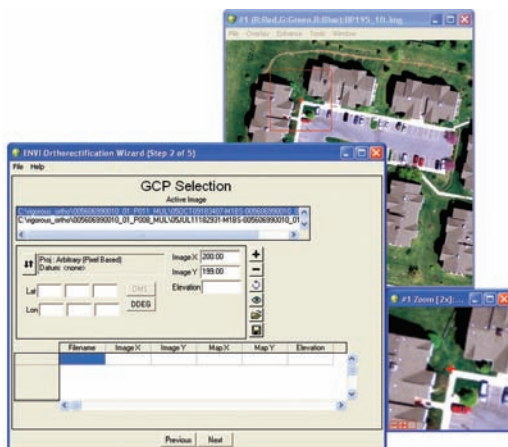 #1 (R:Red,G:Green,B:Blue):BP1V5_1B.img
File Overlay Enhance Tools Window
ENVI Orthorectification Wizard (Step 2 of 5)
File Help
GCP Selection
Active Image
Proj : Arbitrary (Pixel Based)
Datum: <none>
Image X 200.00
Image Y 199.00
Elevation
Lat
DMS
Lon
DDEG
Filename Image X Image Y Map X Map Y Elevation
Previous Next
#1 Zoom [2x]:...